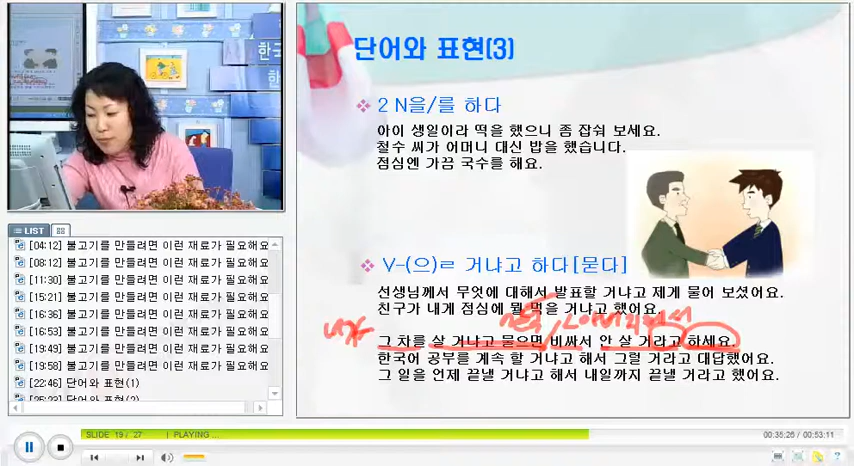 한국
단어와 표현(3)
❖ 2 N을/를 하다
아이 생일이라 떡을 했으니 좀 잡숴 보세요.
철수 씨가 어머니 대신 밥을 했습니다.
점심엔 가끔 국수를 해요.
❖ V-(으)ㄹ 거냐고 하다[묻다]
선생님께서 무엇에 대해서 발표할 거냐고 제게 물어 보셨어요.
친구가 내게 점심에 뭘 먹을 거냐고 했어요.
내가
그 차를 살 거냐고 물으면 비싸서 안 살 거라고 하세요.
한국어 공부를 계속 할 거냐고 해서 그럴 거라고 대답했어요.
그 일을 언제 끝낼 거냐고 해서 내일까지 끝낼 거라고 했어요.
LIST
[04:12] 불고기를 만들려면 이런 재료가 필요해요
[08:12] 불고기를 만들려면 이런 재료가 필요해요
[11:30] 불고기를 만들려면 이런 재료가 필요해요
[15:21] 불고기를 만들려면 이런 재료가 필요해요
[16:36] 불고기를 만들려면 이런 재료가 필요해요
[16:53] 불고기를 만들려면 이런 재료가 필요해요
[19:49] 불고기를 만들려면 이런 재료가 필요해요
[19:58] 불고기를 만들려면 이런 재료가 필요해요
[22:46] 단어와 표현(1)
[25:23] 단어와 표현(2)
SLIDE 19 / 27 | PLAYING ...
00:35:26 / 00:53:11